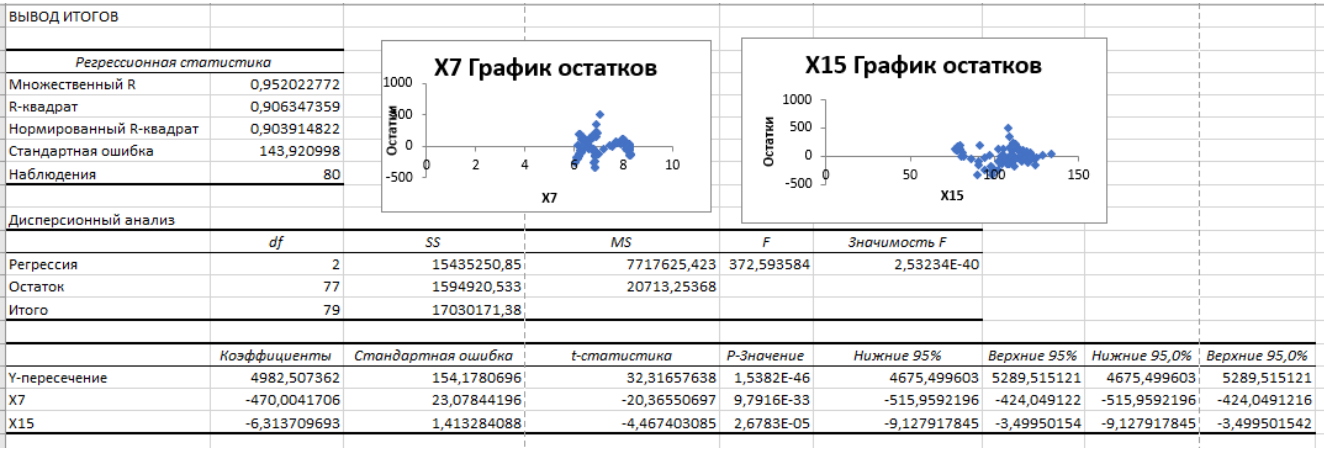 ВЫВОД ИТОГОВ
Регрессионная статистика
Множественный R 0,952022772
R-квадрат 0,906347359
Нормированный R-квадрат 0,903914822
Стандартная ошибка 143,920998
Наблюдения 80
X7 График остатков
Остатки
1000
500
0
-500
0 2 4 6 8 10
X7
X15 График остатков
Остатки
1000
500
0
-500
0 50 100 150
X15
Дисперсионный анализ
df SS MS F Значимость F
Регрессия 2 15435250,85 7717625,423 372,593584 2,53234E-40
Остаток 77 1594920,533 20713,25368
Итого 79 17030171,38
Коэффициенты Стандартная ошибка t-статистика P-Значение Нижние 95% Верхние 95% Нижние 95,0% Верхние 95,0%
Y-пересечение 4982,507362 154,1780696 32,31657638 1,5382E-46 4675,499603 5289,515121 4675,499603 5289,515121
X7 -470,0041706 23,07844196 -20,36550697 9,7916E-33 -515,9592196 -424,049122 -515,9592196 -424,0491216
X15 -6,313709693 1,413284088 -4,467403085 2,6783E-05 -9,127917845 -3,49950154 -9,127917845 -3,499501542